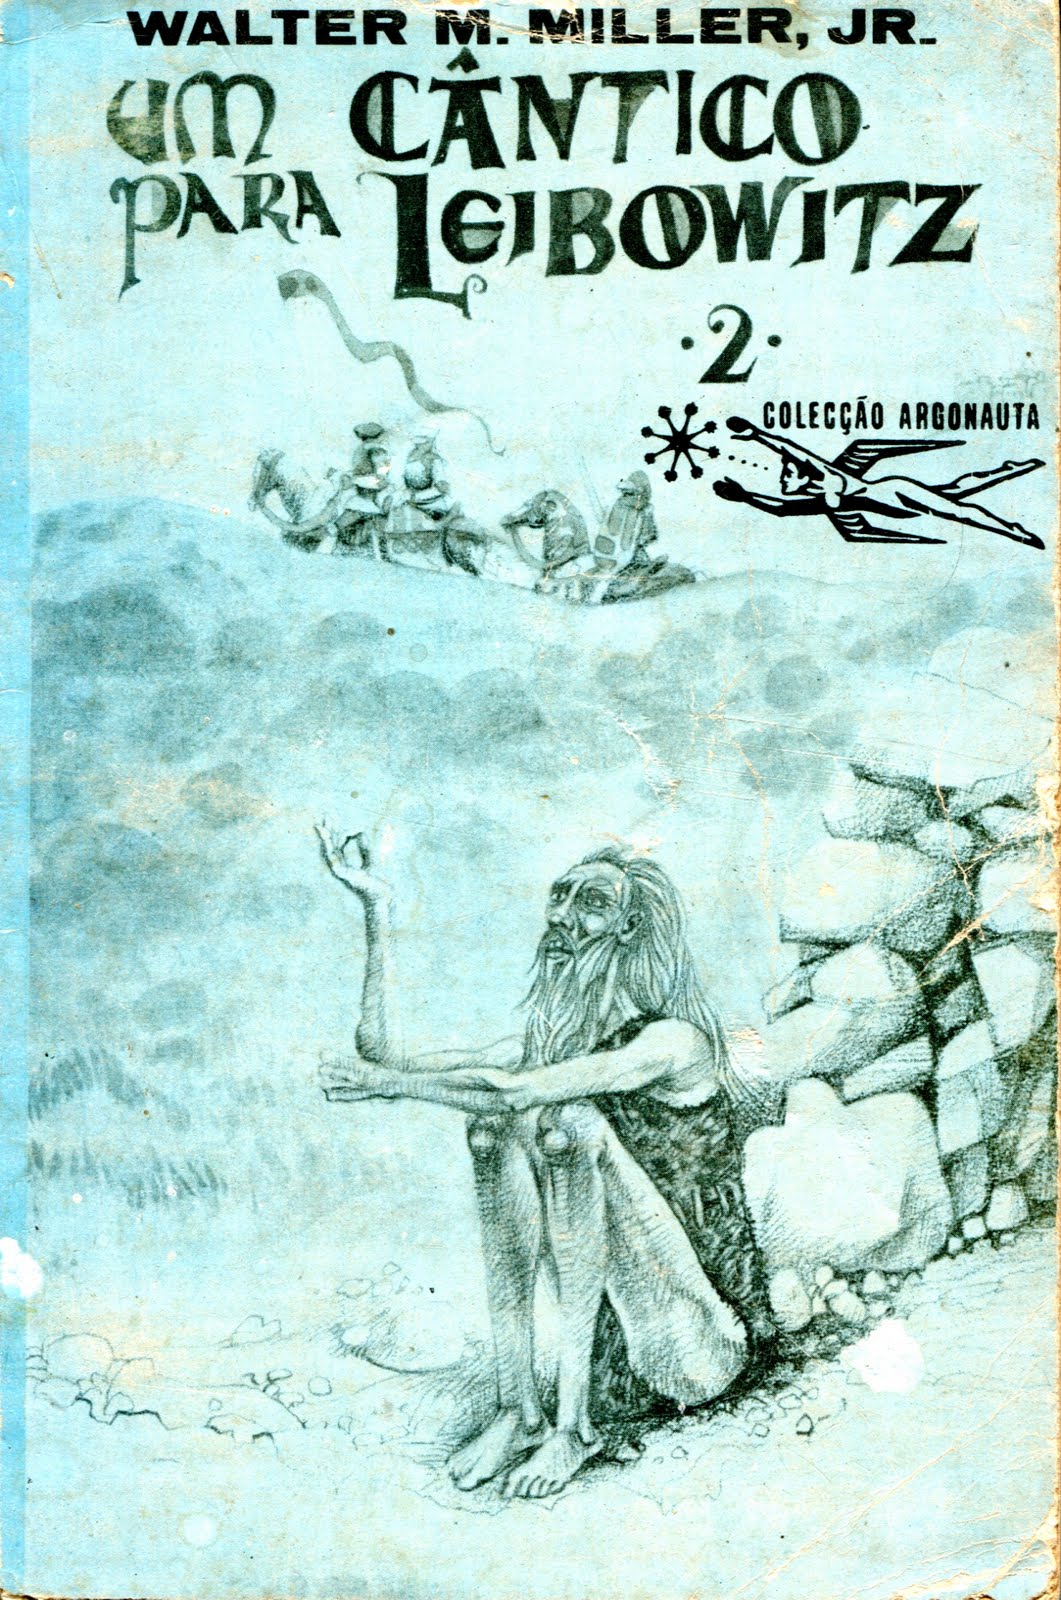 WALTER M. MILLER, JR.
UM CÂNTICO
PARA LEIBOWITZ
·2·
COLECÇÃO ARGONAUTA